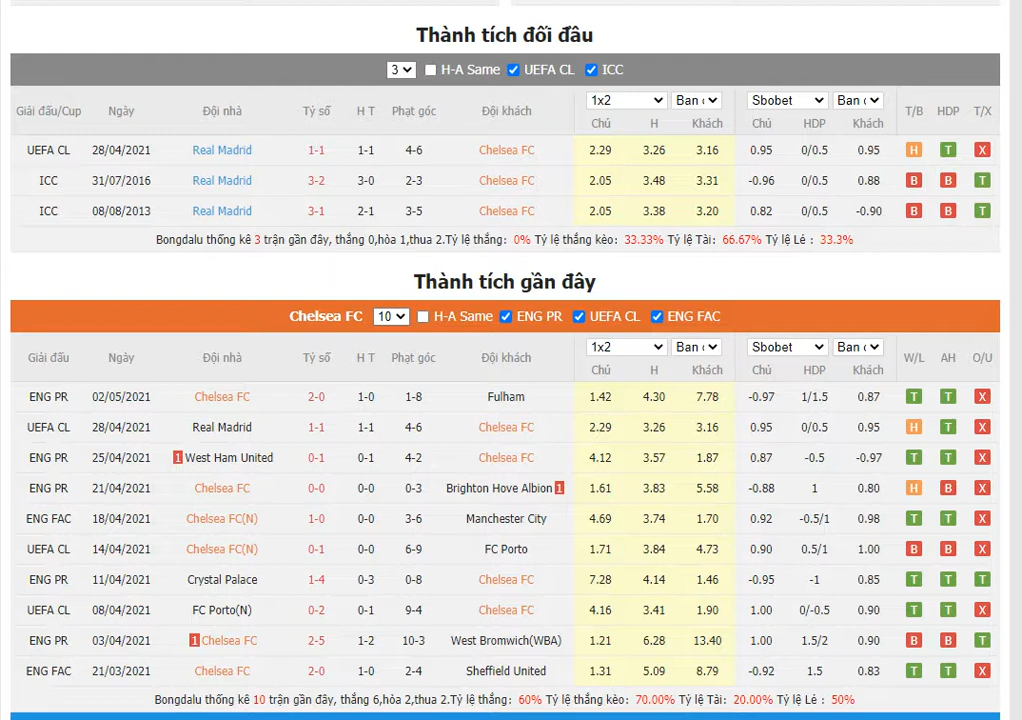 Thành tích đối đầu
3 H-A Same UEFA CL ICC
Giải đấu/Cup Ngày Đội nhà Tỷ số H T Phạt góc Đội khách 1x2 Ban c Sbobet Ban c T/B HDP T/X
Chủ H Khách Chủ HDP Khách
UEFA CL 28/04/2021 Real Madrid 1-1 1-1 4-6 Chelsea FC 2.29 3.26 3.16 0.95 0/0.5 0.95 H T X
ICC 31/07/2016 Real Madrid 3-2 3-0 2-3 Chelsea FC 2.05 3.48 3.31 -0.96 0/0.5 0.88 B B T
ICC 08/08/2013 Real Madrid 3-1 2-1 3-5 Chelsea FC 2.05 3.38 3.20 0.82 0/0.5 -0.90 B B T
Bongdalu thống kê 3 trận gần đây, thắng 0,hòa 1,thua 2.Tỷ lệ thắng: 0% Tỷ lệ thắng kèo: 33.33% Tỷ lệ Tài: 66.67% Tỷ lệ Lẻ : 33.3%
Thành tích gần đây
Chelsea FC 10 H-A Same ENG PR UEFA CL ENG FAC
Giải đấu Ngày Đội nhà Tỷ số H T Phạt góc Đội khách 1x2 Ban c Sbobet Ban c W/L AH O/U
Chủ H Khách Chủ HDP Khách
ENG PR 02/05/2021 Chelsea FC 2-0 1-0 1-8 Fulham 1.42 4.30 7.78 -0.97 1/1.5 0.87 T T X
UEFA CL 28/04/2021 Real Madrid 1-1 1-1 4-6 Chelsea FC 2.29 3.26 3.16 0.95 0/0.5 0.95 H T X
ENG PR 25/04/2021 1 West Ham United 0-1 0-1 4-2 Chelsea FC 4.12 3.57 1.87 0.87 -0.5 -0.97 T T X
ENG PR 21/04/2021 Chelsea FC 0-0 0-0 0-3 Brighton Hove Albion 1 1.61 3.83 5.58 -0.88 1 0.80 H B X
ENG FAC 18/04/2021 Chelsea FC(N) 1-0 0-0 3-6 Manchester City 4.69 3.74 1.70 0.92 -0.5/1 0.98 T T X
UEFA CL 14/04/2021 Chelsea FC(N) 0-1 0-0 6-9 FC Porto 1.71 3.84 4.73 0.90 0.5/1 1.00 B B X
ENG PR 11/04/2021 Crystal Palace 1-4 0-3 0-8 Chelsea FC 7.28 4.14 1.46 -0.95 -1 0.85 T T T
UEFA CL 08/04/2021 FC Porto(N) 0-2 0-1 9-4 Chelsea FC 4.16 3.41 1.90 1.00 0/-0.5 0.90 T T X
ENG PR 03/04/2021 1 Chelsea FC 2-5 1-2 10-3 West Bromwich(WBA) 1.21 6.28 13.40 1.00 1.5/2 0.90 B B T
ENG FAC 21/03/2021 Chelsea FC 2-0 1-0 2-4 Sheffield United 1.31 5.09 8.79 -0.92 1.5 0.83 T T X
Bongdalu thống kê 10 trận gần đây, thắng 6,hòa 2,thua 2.Tỷ lệ thắng: 60% Tỷ lệ thắng kèo: 70.00% Tỷ lệ Tài: 20.00% Tỷ lệ Lẻ : 50%